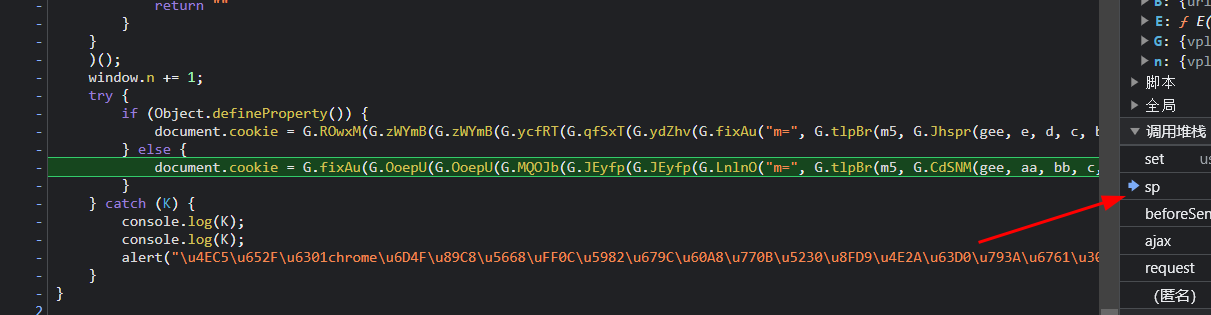 return ""
}
}
)();
window.n += 1;
try {
if (Object.defineProperty()) {
document.cookie = G.ROwxM(G.zWYmB(G.zWYmB(G.ycfRT(G.qfSxT(G.ydZhv(G.fixAu("m=", G.tlpBr(m5, G.Jhspr(gee, e, d, c, b
} else {
document.cookie = G.fixAu(G.OoepU(G.OoepU(G.MQOJb(G.JEyfp(G.JEyfp(G.LnlnO("m=", G.tlpBr(m5, G.CdSNM(gee, aa, bb, c,
}
} catch (K) {
console.log(K);
console.log(K);
alert("\u4EC5\u652F\u6301chrome\u6D4F\u89C8\u5668\uFF0C\u5982\u679C\u60A8\u770B\u5230\u8FD9\u4E2A\u63D0\u793A\u6761\u30
}
}
2
B: {url
E: ƒ E(
G: {vpl
n: {vpl
脚本
全局
调用堆栈
set us
sp
beforeSen
ajax
request
(匿名)